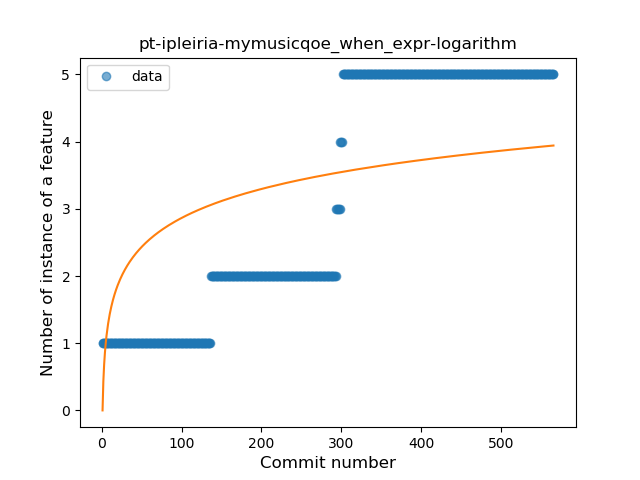 pt-ipleiria-mymusicqoe_when_expr-logarithm
data
Number of instance of a feature
5
4
3
2
1
0
0 100 200 300 400 500
Commit number